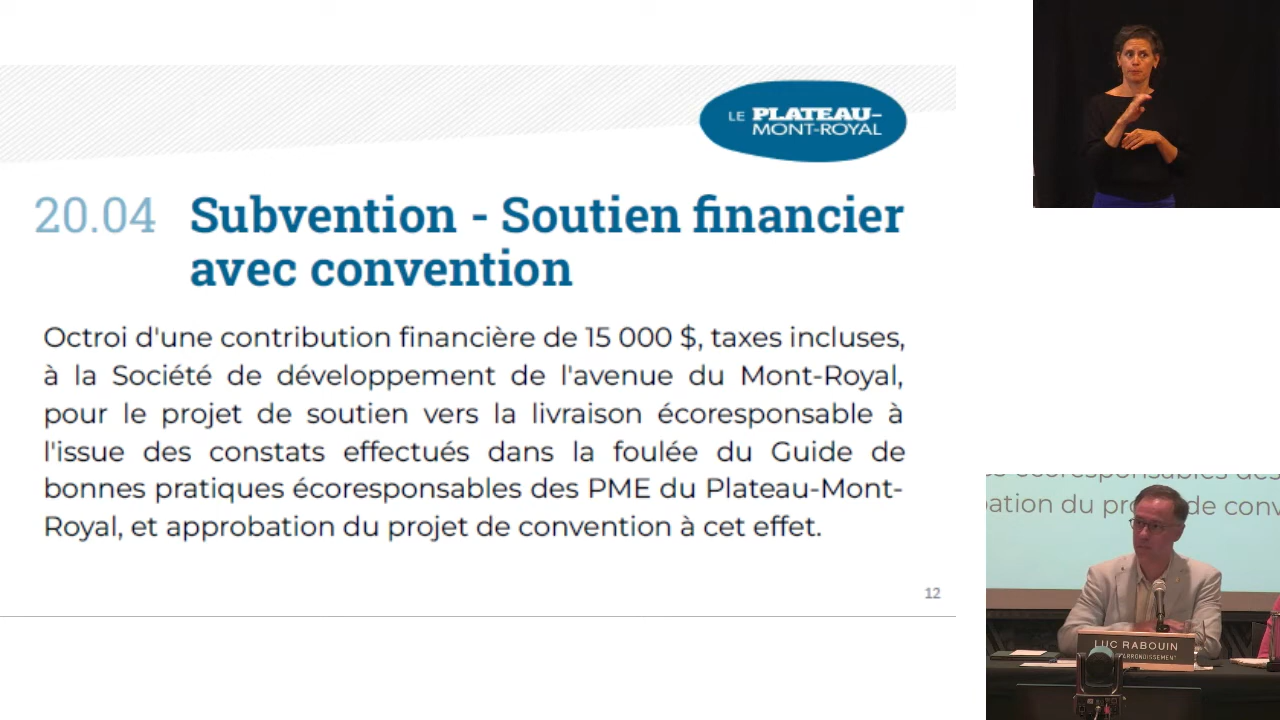 LE PLATEAU-
MONT-ROYAL
20.04 Subvention - Soutien financier
avec convention
Octroi d'une contribution financière de 15 000 $, taxes incluses,
à la Société de développement de l'avenue du Mont-Royal,
pour le projet de soutien vers la livraison écoresponsable à
l'issue des constats effectués dans la foulée du Guide de
bonnes pratiques écoresponsables des PME du Plateau-Mont-
Royal, et approbation du projet de convention à cet effet.
12
du de
LUC RABOUIN